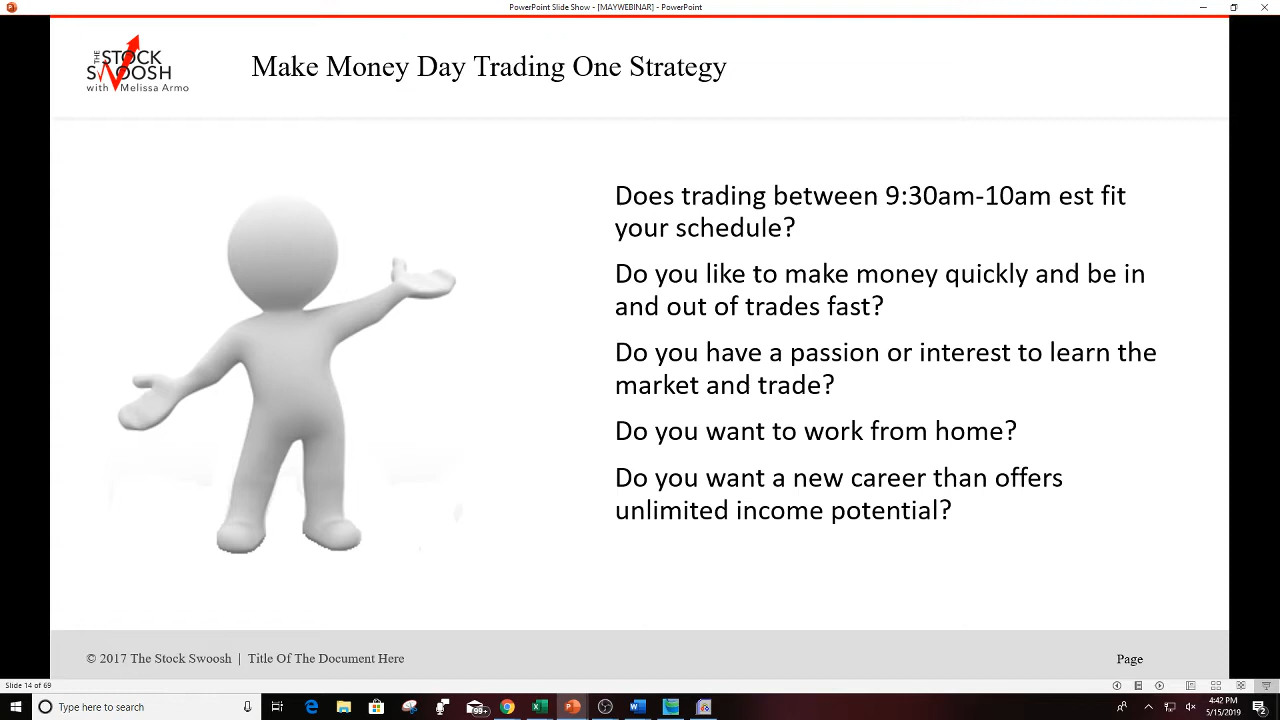 PowerPoint Slide Show - [MAYWEBINAR] - PowerPoint
THE
STOCK
SWOOSH
with Melissa Armo
Make Money Day Trading One Strategy
Does trading between 9:30am-10am est fit
your schedule?
Do you like to make money quickly and be in
and out of trades fast?
Do you have a passion or interest to learn the
market and trade?
Do you want to work from home?
Do you want a new career than offers
unlimited income potential?
© 2017 The Stock Swoosh | Title Of The Document Here
Page
Slide 14 of 69
Type here to search
99+
4:42 PM
5/15/2019
2